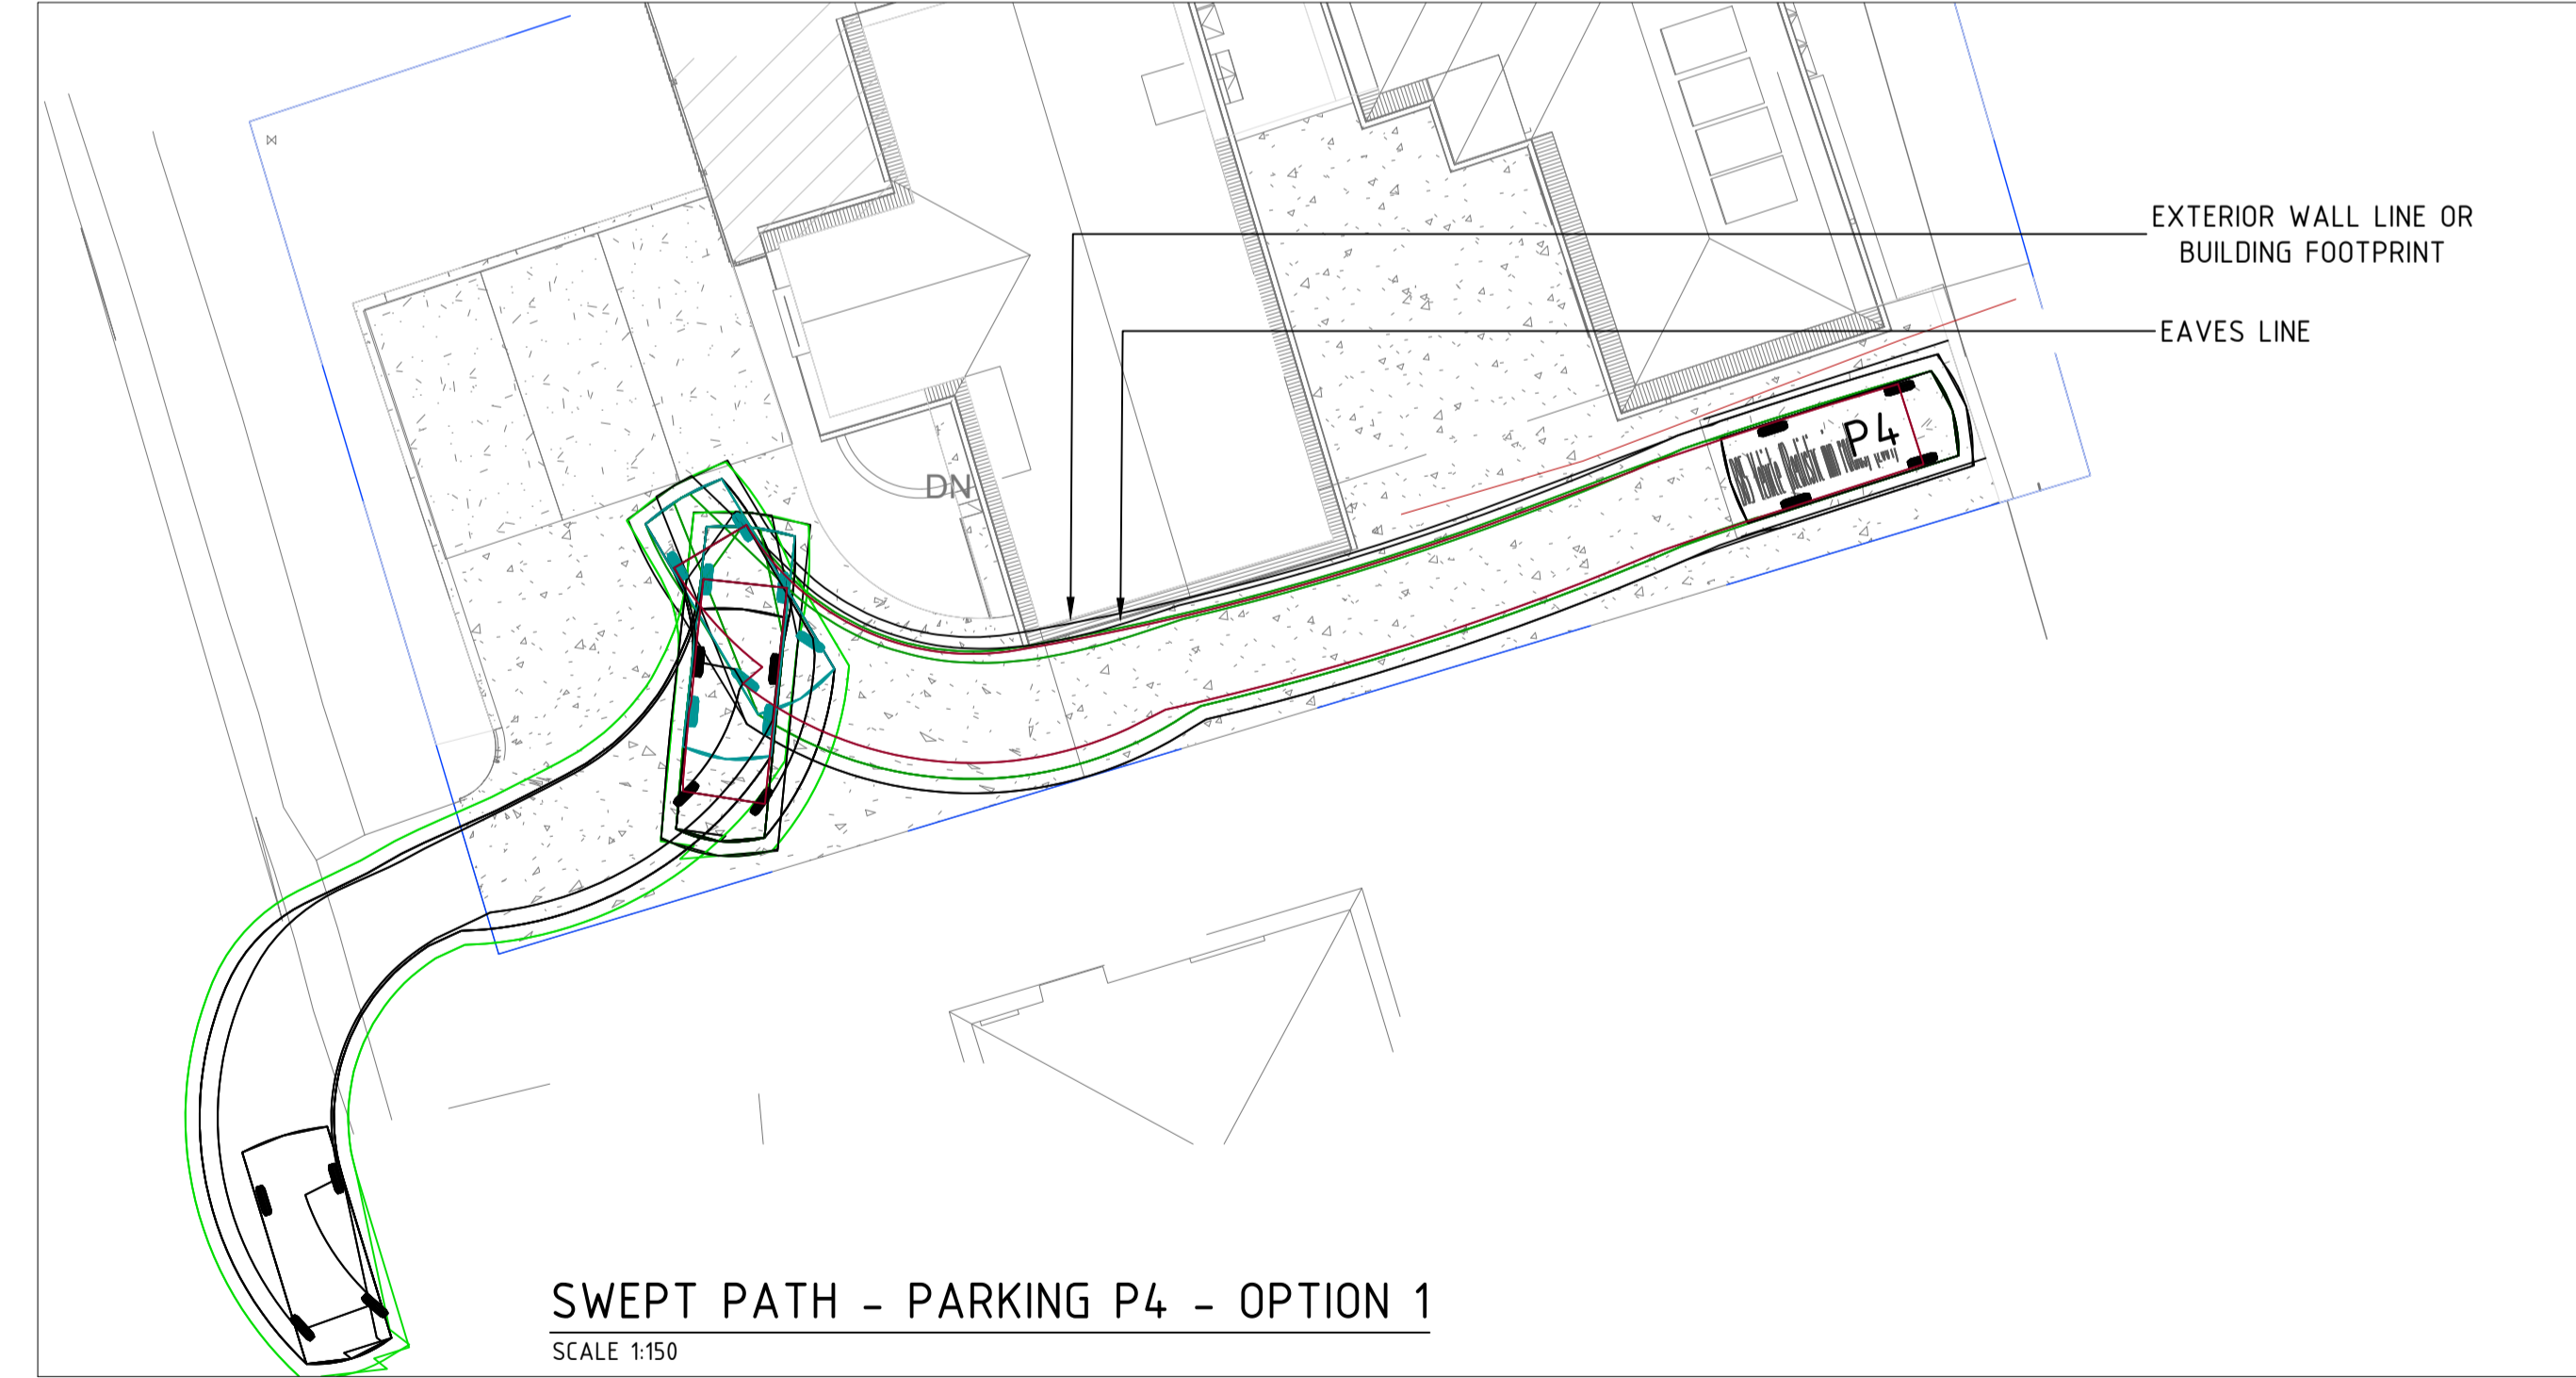 EXTERIOR WALL LINE OR
BUILDING FOOTPRINT
EAVES LINE
P4
DN
SWEPT PATH - PARKING P4 - OPTION 1
SCALE 1:150